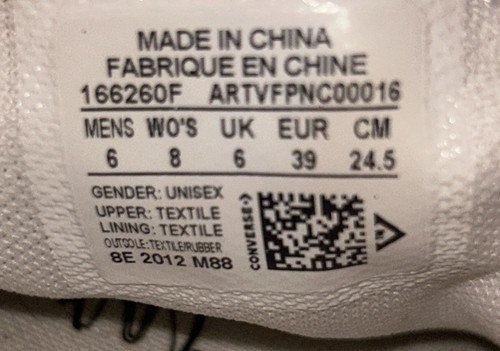 MADE IN CHINA
FABRIQUE EN CHINE
166260F ARTVFPNC00016
MENS WO'S UK EUR CM
6 8 6 39 24.5
GENDER: UNISEX
UPPER: TEXTILE
LINING: TEXTILE
OUTSOLE: TEXTILE/RUBBER
8E 2012 M88
CONVERSE->